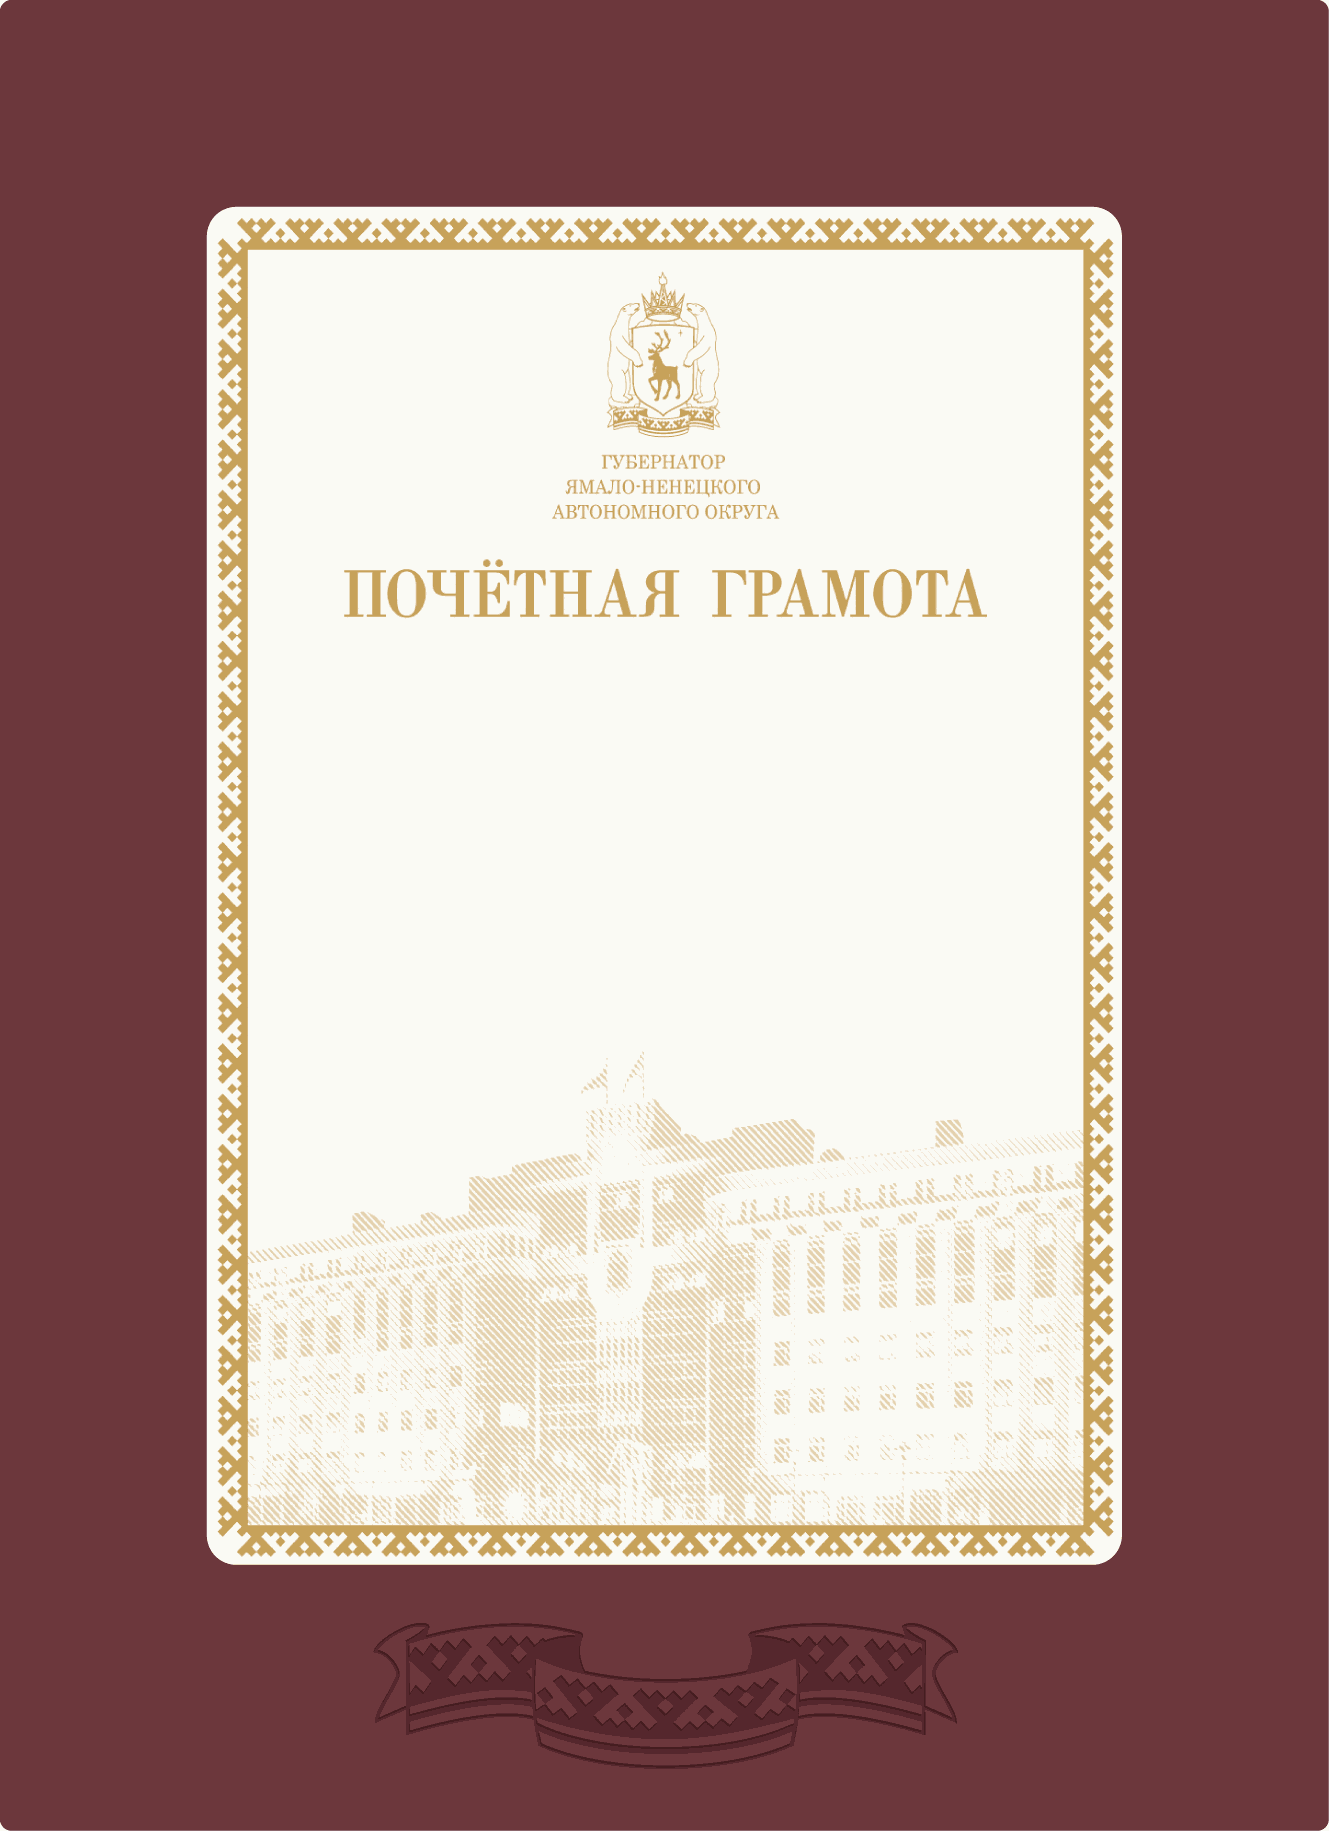 ГУБЕРНАТОР
ЯМАЛО-НЕНЕЦКОГО
АВТОНОМНОГО ОКРУГА
ПОЧЁТНАЯ ГРАМОТА